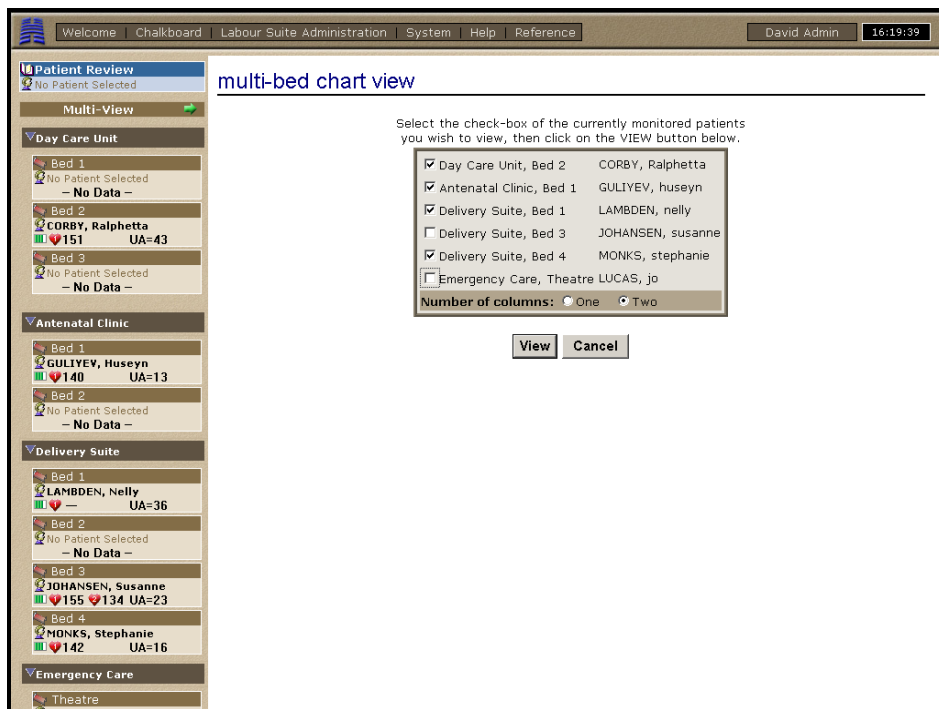 Welcome | Chalkboard | Labour Suite Administration | System | Help | Reference
David Admin 16:19:39
Patient Review
No Patient Selected
Multi-View
Day Care Unit
Bed 1
No Patient Selected
– No Data –
Bed 2
CORBY, Ralphetta
1 151 UA=43
Bed 3
No Patient Selected
– No Data –
Antenatal Clinic
Bed 1
GULIYEV, Huseyn
1 140 UA=13
Bed 2
No Patient Selected
– No Data –
Delivery Suite
Bed 1
LAMBDEN, Nelly
1 — UA=36
Bed 2
No Patient Selected
– No Data –
Bed 3
JOHANSEN, Susanne
1 155 2 134 UA=23
Bed 4
MONKS, Stephanie
1 142 UA=16
Emergency Care
Theatre
multi-bed chart view
Select the check-box of the currently monitored patients
you wish to view, then click on the VIEW button below.
Day Care Unit, Bed 2 CORBY, Ralphetta
Antenatal Clinic, Bed 1 GULIYEV, huseyn
Delivery Suite, Bed 1 LAMBDEN, nelly
Delivery Suite, Bed 3 JOHANSEN, susanne
Delivery Suite, Bed 4 MONKS, stephanie
Emergency Care, Theatre LUCAS, jo
Number of columns: One Two
View Cancel